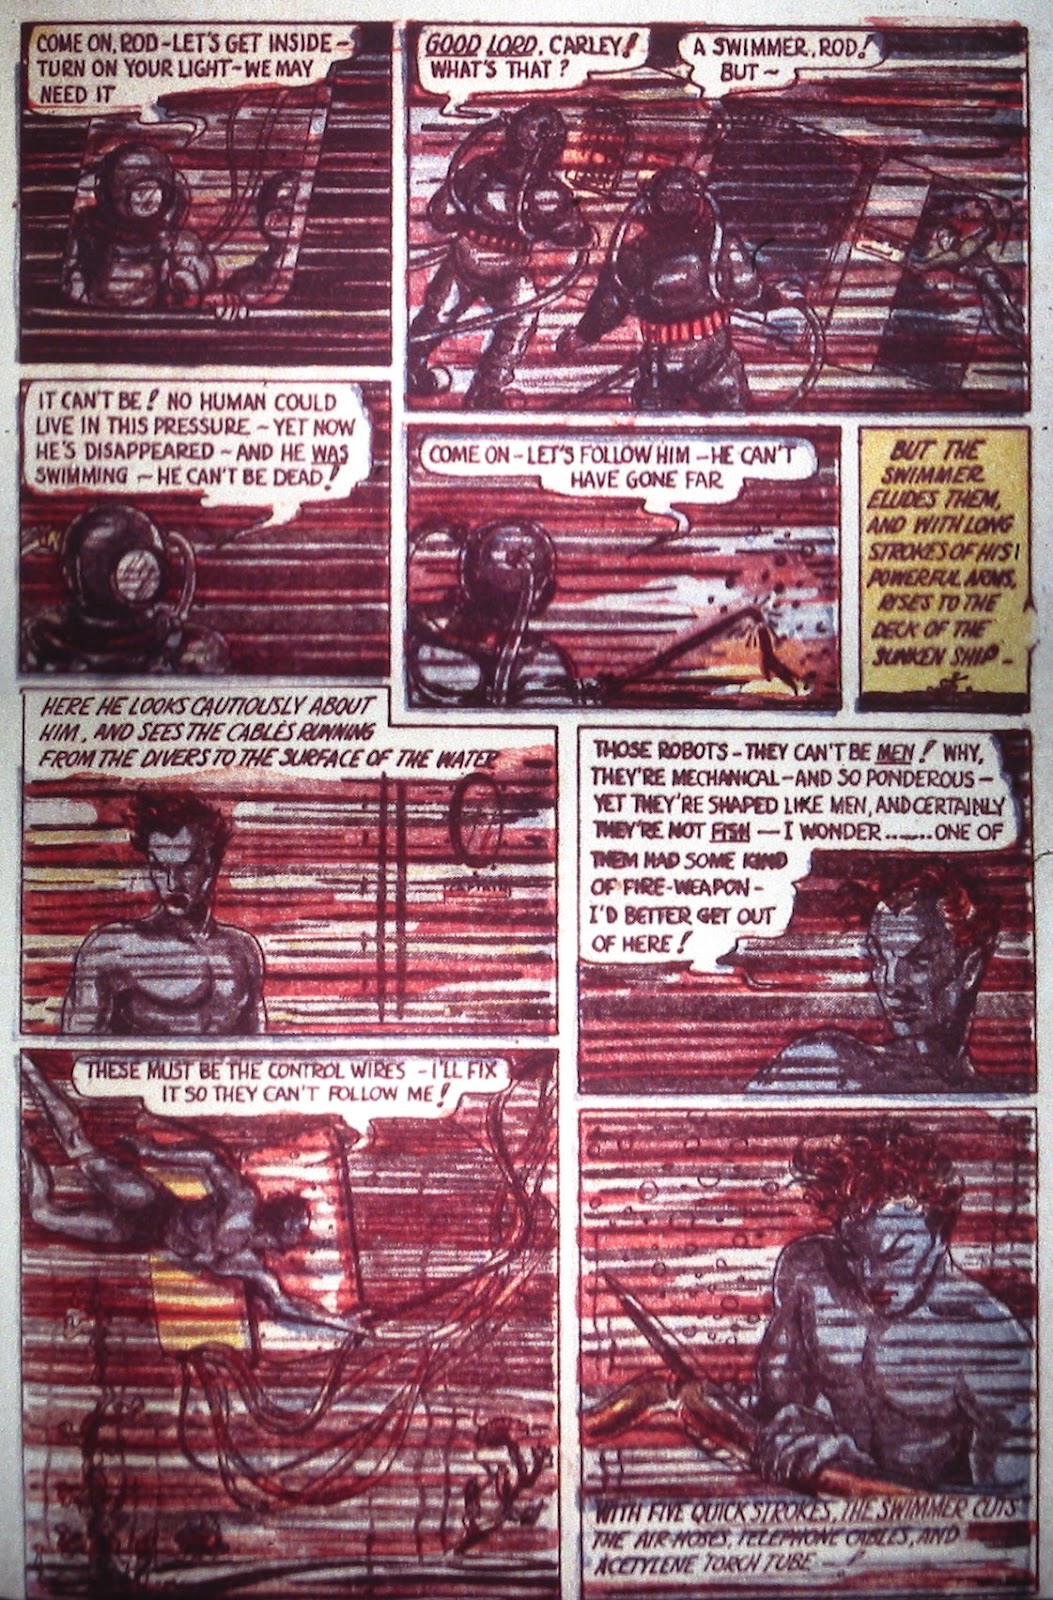 COME ON, ROD-LET'S GET INSIDE-
TURN ON YOUR LIGHT-WE MAY
NEED IT
GOOD LORD, CARLEY!
WHAT'S THAT?
A SWIMMER, ROD!
BUT-
IT CAN'T BE! NO HUMAN COULD
LIVE IN THIS PRESSURE - YET NOW
HE'S DISAPPEARED - AND HE WAS
SWIMMING - HE CAN'T BE DEAD!
COME ON-LET'S FOLLOW HIM-HE CAN'T
HAVE GONE FAR
BUT THE
SWIMMER
ELUDES THEM,
AND WITH LONG
STROKES OF HIS
POWERFUL ARMS,
RISES TO THE
DECK OF THE
SUNKEN SHIP-
HERE HE LOOKS CAUTIOUSLY ABOUT
HIM, AND SEES THE CABLES RUNNING
FROM THE DIVERS TO THE SURFACE OF THE WATER
THOSE ROBOTS-THEY CAN'T BE MEN! WHY,
THEY'RE MECHANICAL-AND SO PONDEROUS-
YET THEY'RE SHAPED LIKE MEN, AND CERTAINLY
THEY'RE NOT FISH - I WONDER.......ONE OF
THEM HAD SOME KIND
OF FIRE-WEAPON-
I'D BETTER GET OUT
OF HERE!
THESE MUST BE THE CONTROL WIRES - I'LL FIX
IT SO THEY CAN'T FOLLOW ME!
WITH FIVE QUICK STROKES, THE SWIMMER CUTS
THE AIR-HOSES, TELEPHONE CABLES, AND
ACETYLENE TORCH TUBE - !